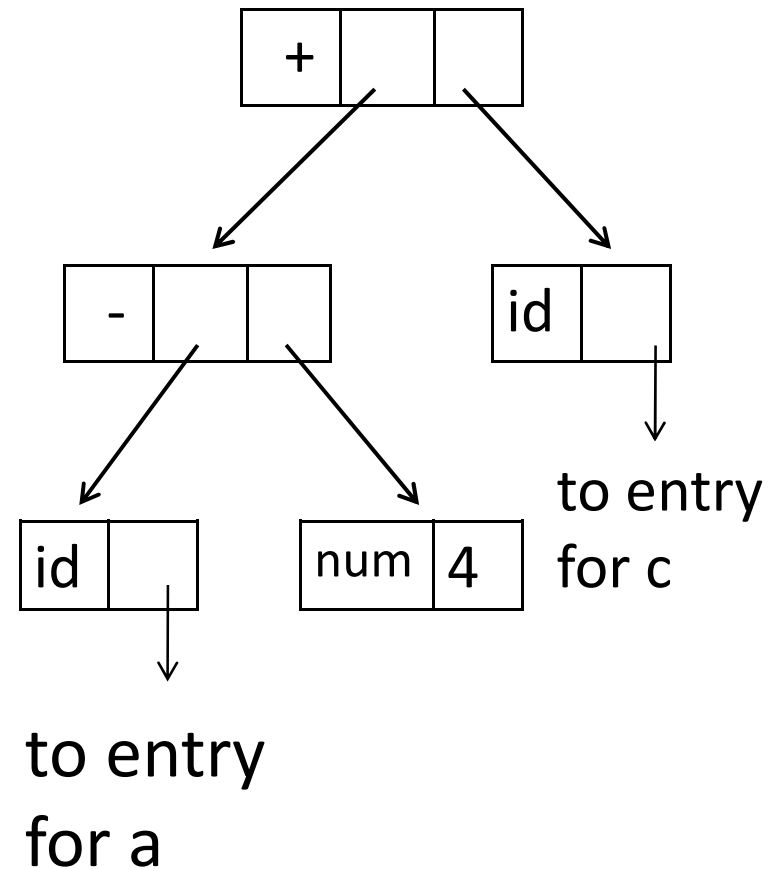 +
-
id
to entry
for c
id
num 4
to entry
for a